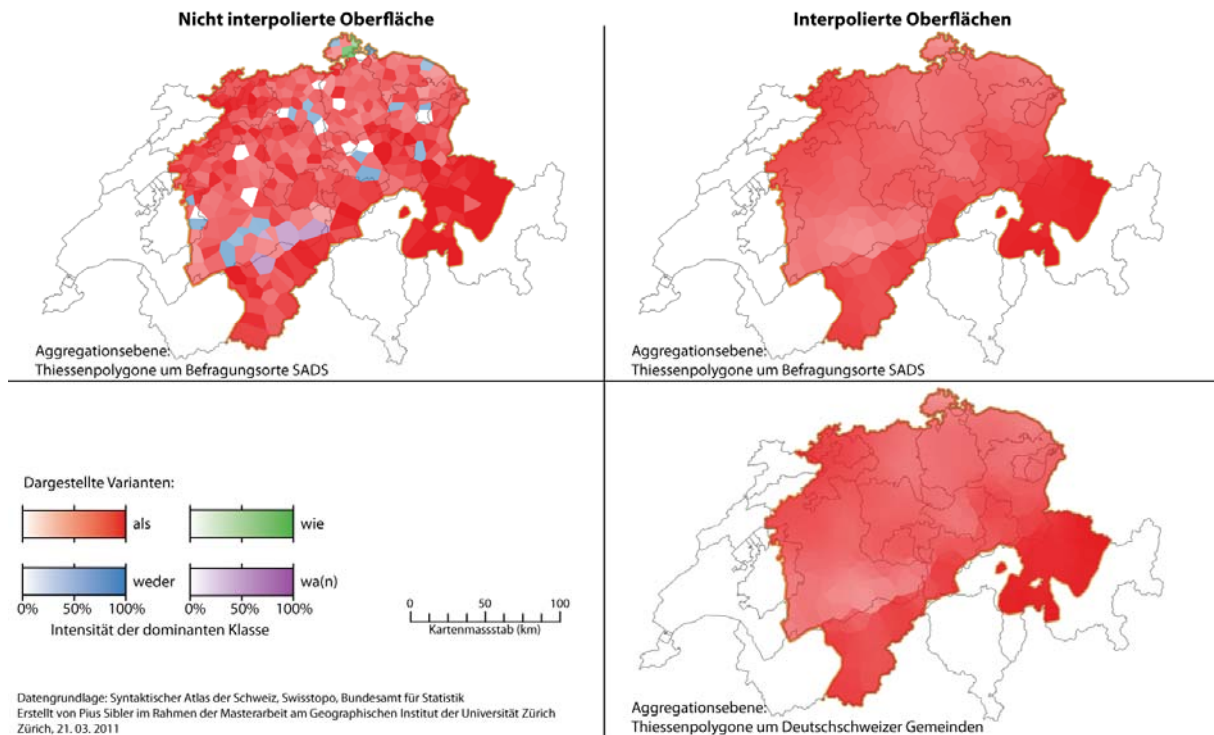 Nicht interpolierte Oberfläche
Interpolierte Oberflächen
Aggregationsebene:
Thiessenpolygone um Befragungsorte SADS
Aggregationsebene:
Thiessenpolygone um Befragungsorte SADS
Dargestellte Varianten:
als
wie
weder
wa(n)
0% 50% 100% 0% 50% 100%
Intensität der dominanten Klasse
0 50 100
Kartenmassstab (km)
Datengrundlage: Syntaktischer Atlas der Schweiz, Swisstopo, Bundesamt für Statistik
Erstellt von Pius Sibler im Rahmen der Masterarbeit am Geographischen Institut der Universität Zürich
Zürich, 21. 03. 2011
Aggregationsebene:
Thiessenpolygone um Deutschschweizer Gemeinden